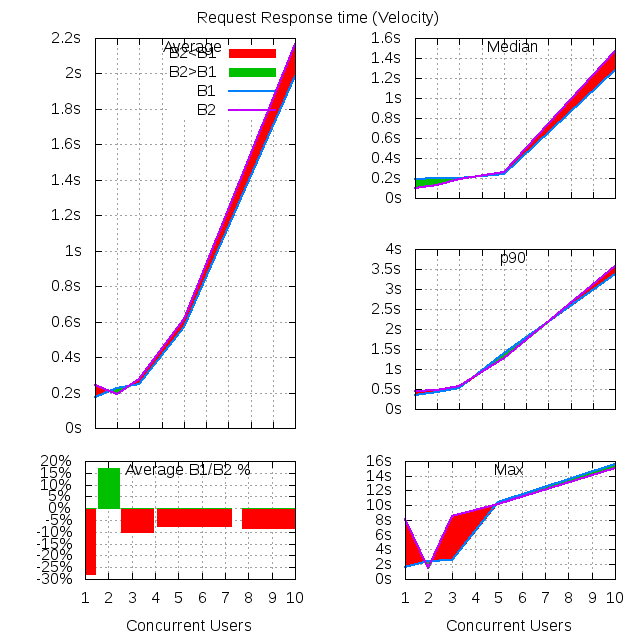 Request Response time (Velocity)
Average
B2<B1
B2>B1
B1
B2
2.2s
2s
1.8s
1.6s
1.4s
1.2s
1s
0.8s
0.6s
0.4s
0.2s
0s
Median
1.6s
1.4s
1.2s
1s
0.8s
0.6s
0.4s
0.2s
0s
p90
4s
3.5s
3s
2.5s
2s
1.5s
1s
0.5s
0s
Average B1/B2 %
20%
15%
10%
5%
0%
-5%
-10%
-15%
-20%
-25%
-30%
1 2 3 4 5 6 7 8 9 10
Concurrent Users
Max
16s
14s
12s
10s
8s
6s
4s
2s
0s
1 2 3 4 5 6 7 8 9 10
Concurrent Users